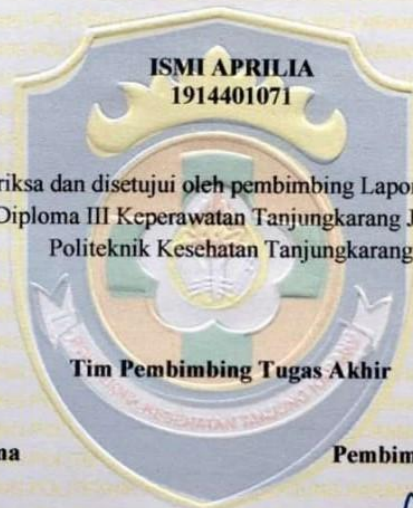 ISMI APRILIA
1914401071
riksa dan disetujui oleh pembimbing Lapor
Diploma III Keperawatan Tanjungkarang J
Politeknik Kesehatan Tanjungkarang
Tim Pembimbing Tugas Akhir
na Pembim